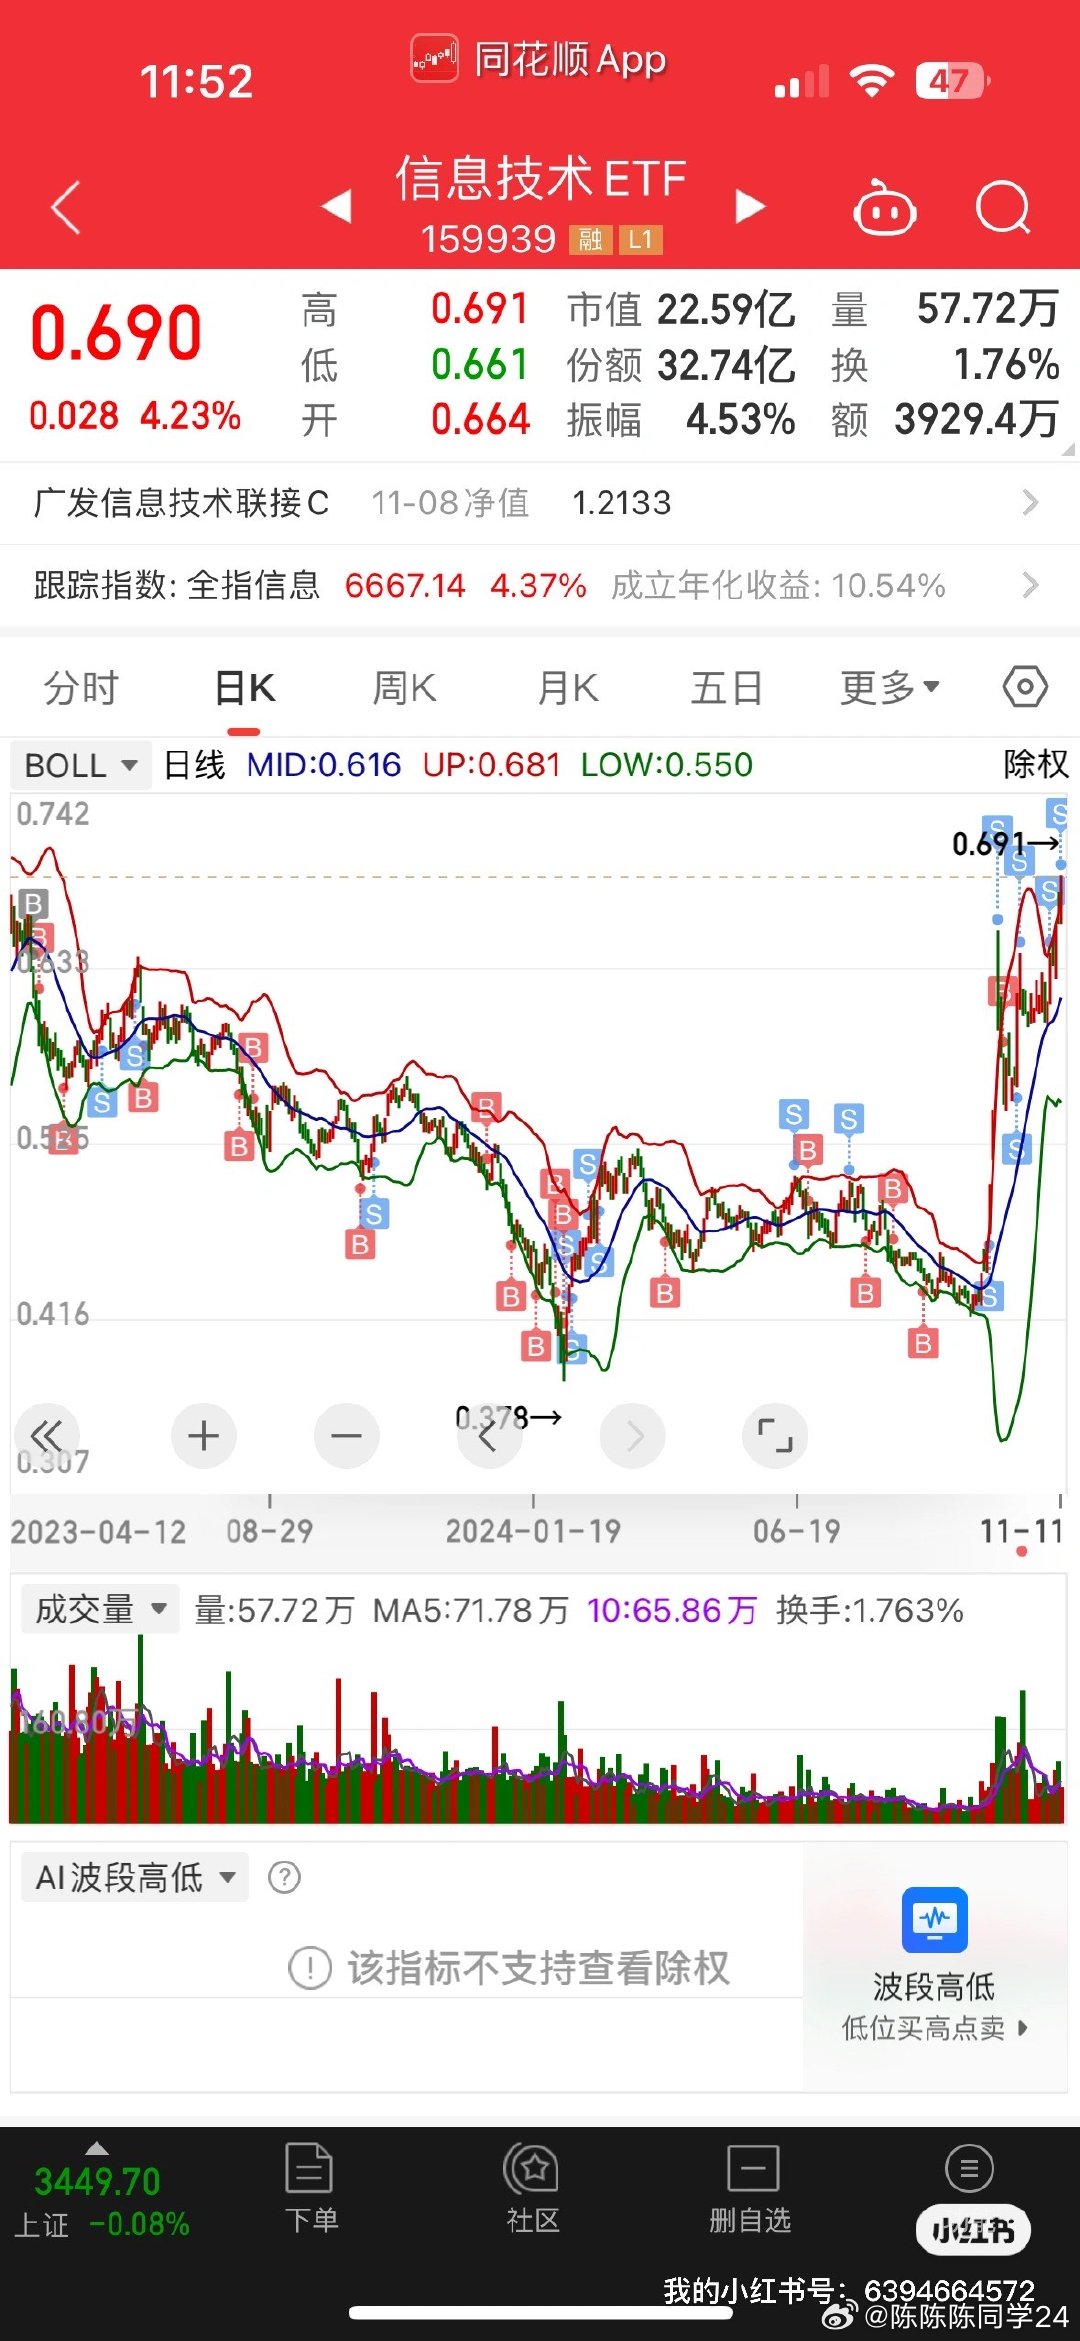 11:52
同花顺App
47
信息技术ETF
159939 融 L1
0.690
0.028 4.23%
高 0.691 市值 22.59亿 量 57.72万
低 0.661 份额 32.74亿 换 1.76%
开 0.664 振幅 4.53% 额 3929.4万
广发信息技术联接C 11-08净值 1.2133
跟踪指数: 全指信息 6667.14 4.37% 成立年化收益: 10.54%
分时 日K 周K 月K 五日 更多
BOLL 日线 MID:0.616 UP:0.681 LOW:0.550 除权
0.742
0.691→
0.416
0.378→
0.307
2023-04-12 08-29 2024-01-19 06-19 11-11
成交量 量:57.72万 MA5:71.78万 10:65.86万 换手:1.763%
AI波段高低 ?
该指标不支持查看除权
波段高低
低位买高点卖
3449.70
上证 -0.08%
下单
社区
删自选
小红书
我的小红书号：6394664572
@陈陈陈同学24